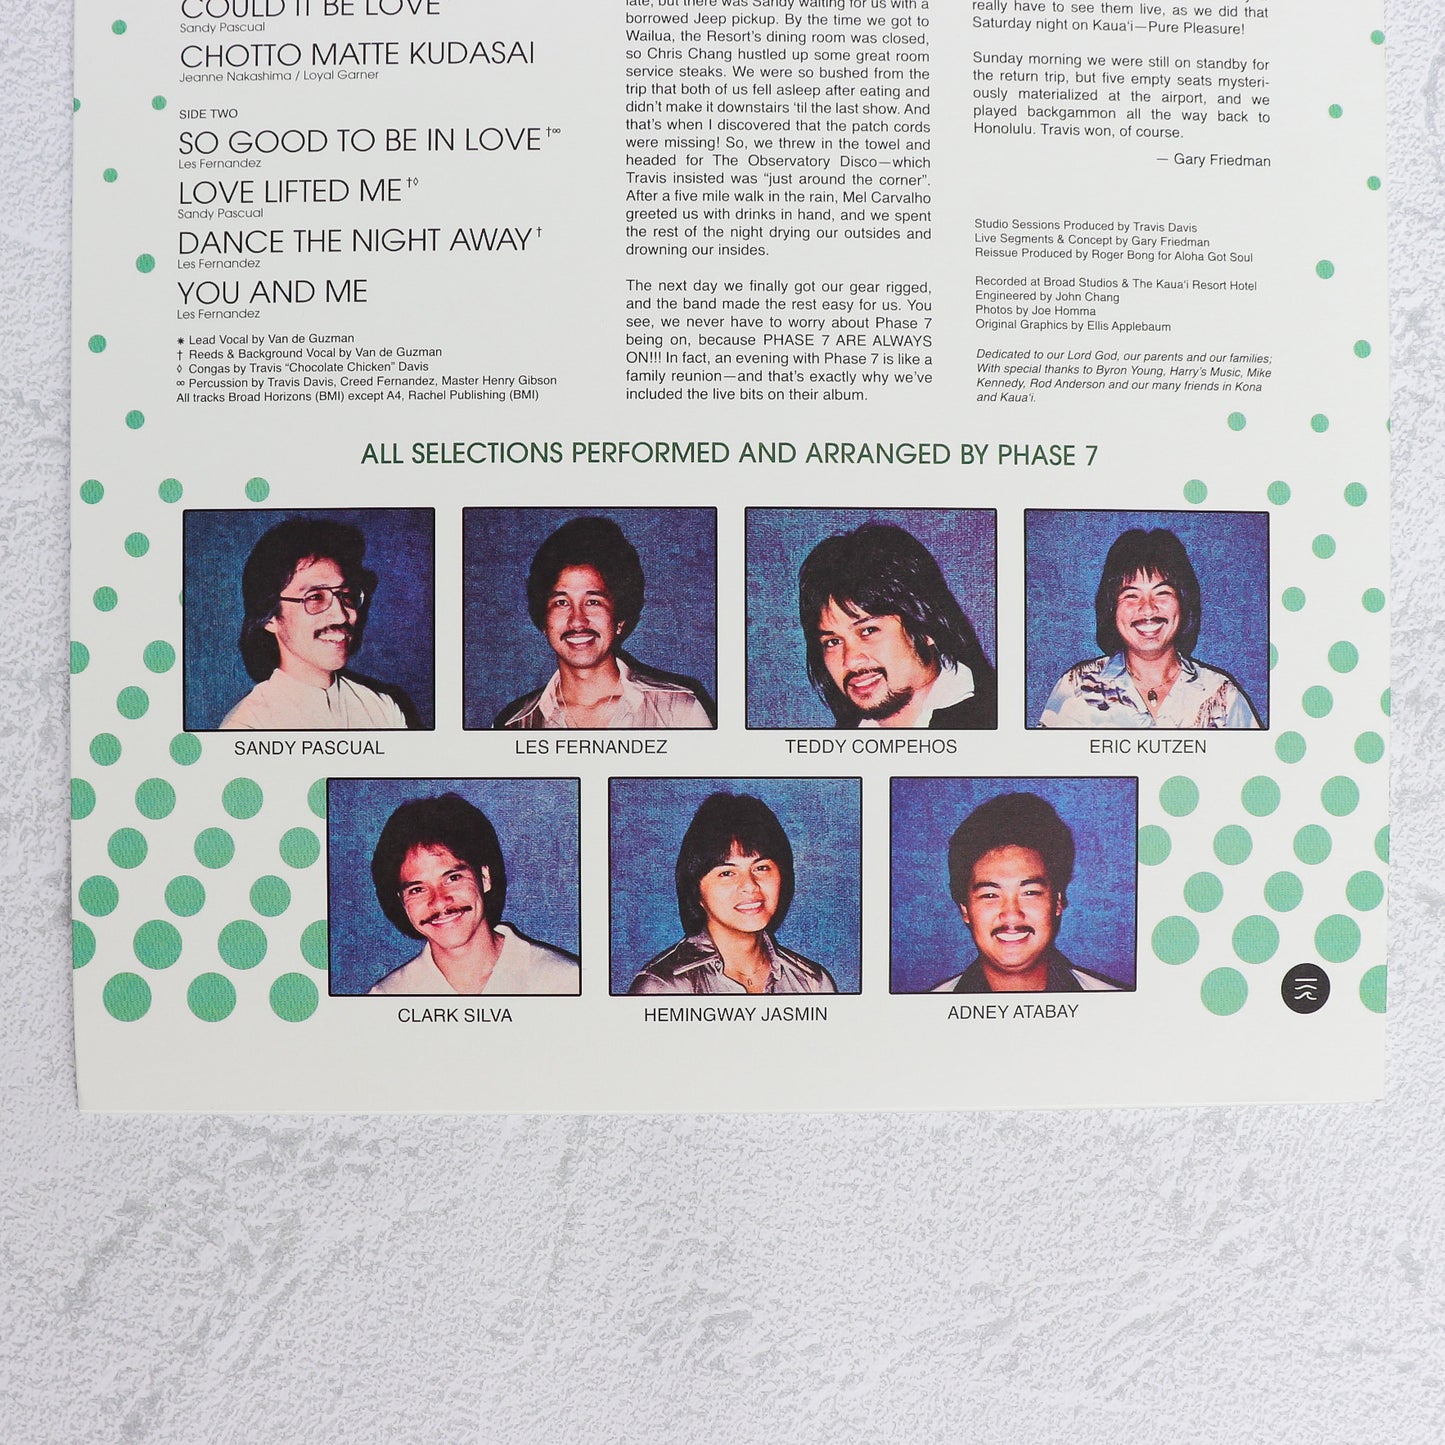 COULD IT BE LOVE
Sandy Pascual
CHOTTO MATTE KUDASAI
Jeanne Nakashima / Loyal Garner
SIDE TWO
SO GOOD TO BE IN LOVE †∞
Les Fernandez
LOVE LIFTED ME †◊
Sandy Pascual
DANCE THE NIGHT AWAY †
Les Fernandez
YOU AND ME
Les Fernandez
✷ Lead Vocal by Van de Guzman
† Reeds & Background Vocal by Van de Guzman
◊ Congas by Travis “Chocolate Chicken” Davis
∞ Percussion by Travis Davis, Creed Fernandez, Master Henry Gibson
All tracks Broad Horizons (BMI) except A4, Rachel Publishing (BMI)
late, but there was Sandy waiting for us with a
borrowed Jeep pickup. By the time we got to
Wailua, the Resort's dining room was closed,
so Chris Chang hustled up some great room
service steaks. We were so bushed from the
trip that both of us fell asleep after eating and
didn't make it downstairs 'til the last show. And
that's when I discovered that the patch cords
were missing! So, we threw in the towel and
headed for The Observatory Disco—which
Travis insisted was “just around the corner”.
After a five mile walk in the rain, Mel Carvalho
greeted us with drinks in hand, and we spent
the rest of the night drying our outsides and
drowning our insides.
The next day we finally got our gear rigged,
and the band made the rest easy for us. You
see, we never have to worry about Phase 7
being on, because PHASE 7 ARE ALWAYS
ON!!! In fact, an evening with Phase 7 is like a
family reunion—and that's exactly why we've
included the live bits on their album.
really have to see them live, as we did that
Saturday night on Kaua'i—Pure Pleasure!
Sunday morning we were still on standby for
the return trip, but five empty seats mysteri-
ously materialized at the airport, and we
played backgammon all the way back to
Honolulu. Travis won, of course.
— Gary Friedman
Studio Sessions Produced by Travis Davis
Live Segments & Concept by Gary Friedman
Reissue Produced by Roger Bong for Aloha Got Soul
Recorded at Broad Studios & The Kaua'i Resort Hotel
Engineered by John Chang
Photos by Joe Homma
Original Graphics by Ellis Applebaum
Dedicated to our Lord God, our parents and our families;
With special thanks to Byron Young, Harry's Music, Mike
Kennedy, Rod Anderson and our many friends in Kona
and Kaua'i.
ALL SELECTIONS PERFORMED AND ARRANGED BY PHASE 7
SANDY PASCUAL
LES FERNANDEZ
TEDDY COMPEHOS
ERIC KUTZEN
CLARK SILVA
HEMINGWAY JASMIN
ADNEY ATABAY